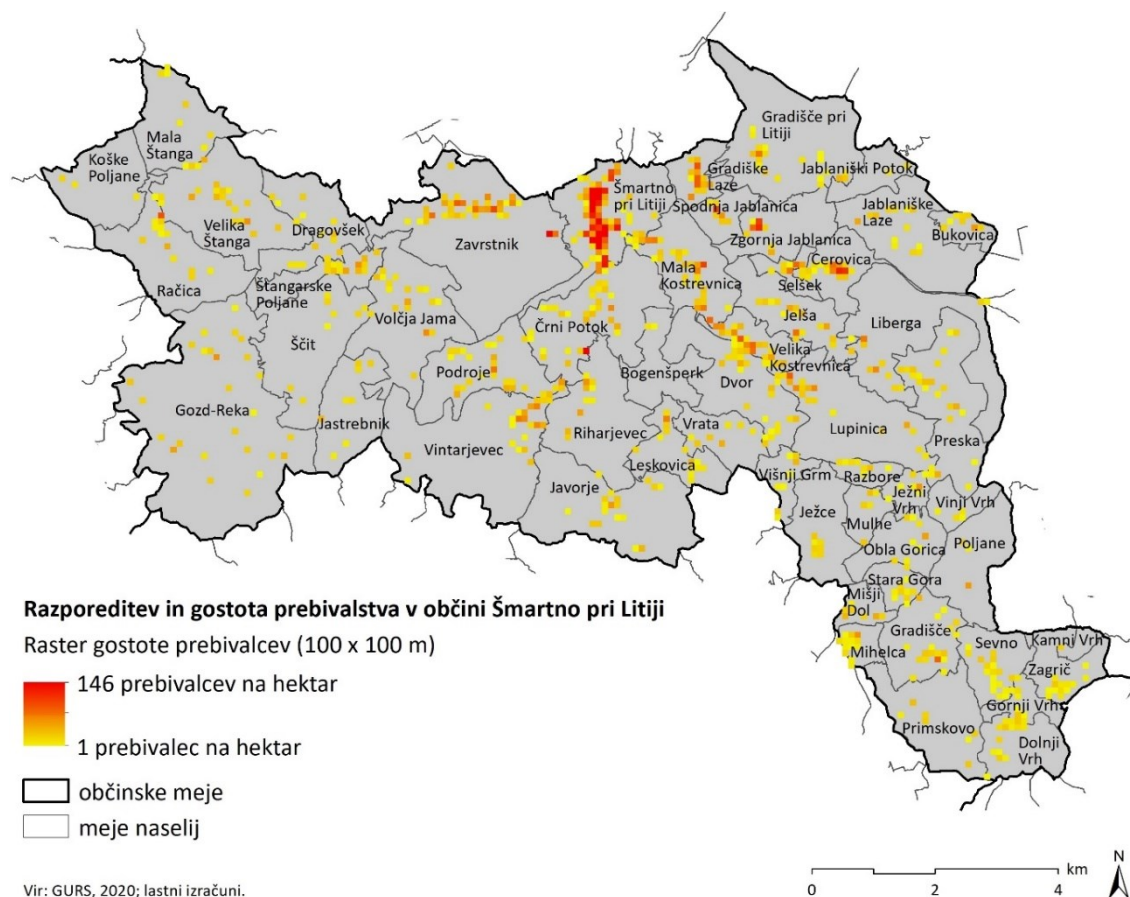 Gradišče pri
Litiji
Mala
Štanga
Koške
Poljane
Šmartno
pri Litiji
Gradiške
Laze
Jablaniški Potok
Spodnja Jablanica
Jablaniške
Laze
Velika
Štanga
Dragovšek
Zavrstnik
Zgornja Jablanica
Bukovica
Cerovica
Mala
Kostrevnica
Selšek
Račica
Štangarske
Poljane
Volčja Jama
Črni Potok
Jelša
Liberga
Ščit
Velika
Kostrevnica
Podroje
Bogenšperk
Dvor
Gozd-Reka
Jastrebnik
Riharjevec
Vrata
Lupinica
Preska
Vintarjevec
Leskovica
Višnji Grm
Razbore
Javorje
Ježni
Vrh
Vinji Vrh
Ježce
Mulhe
Obla Gorica
Poljane
Stara Gora
Mišji
Dol
Gradišče
Sevno
Kamni Vrh
Mihelca
Zagrič
Gornji Vrh
Primskovo
Dolnji
Vrh
Razporeditev in gostota prebivalstva v občini Šmartno pri Litiji
Raster gostote prebivalcev (100 x 100 m)
146 prebivalcev na hektar
1 prebivalec na hektar
občinske meje
meje naselij
Vir: GURS, 2020; lastni izračuni.
km
0 2 4
N